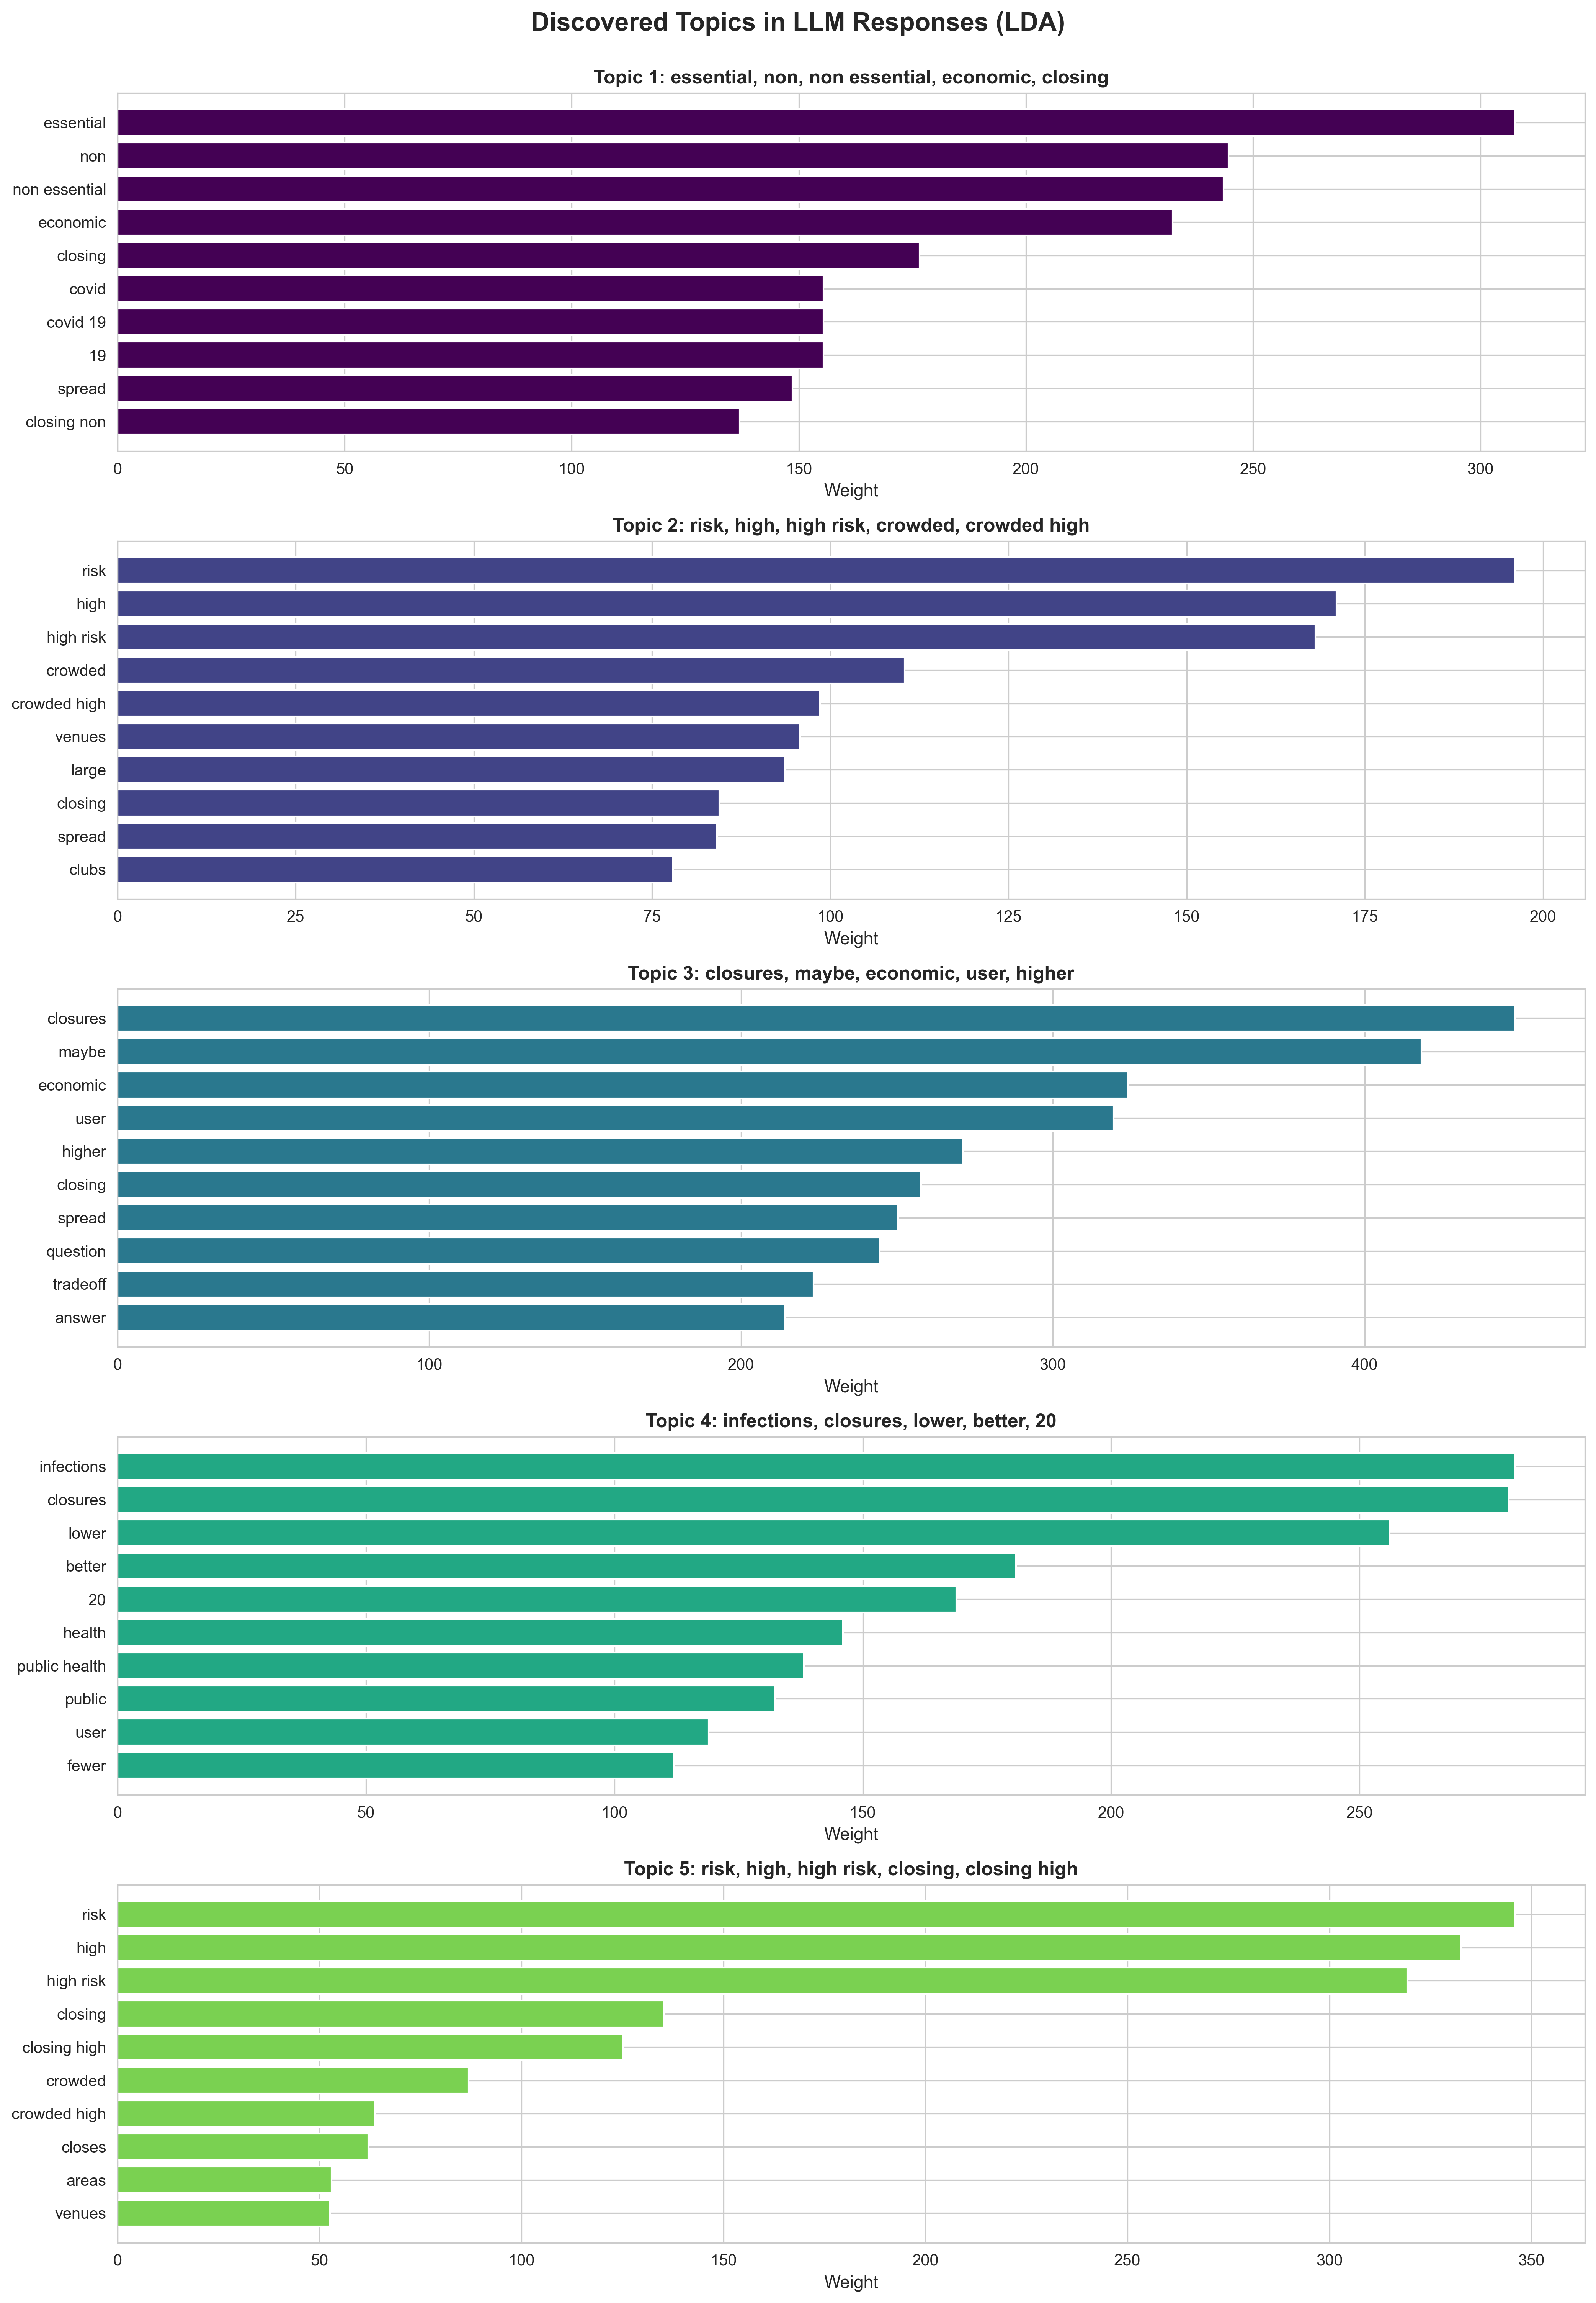 Discovered Topics in LLM Responses (LDA)
Topic 1: essential, non, non essential, economic, closing
essential
non
non essential
economic
closing
covid
covid 19
19
spread
closing non
0 50 100 150 200 250 300
Weight
Topic 2: risk, high, high risk, crowded, crowded high
risk
high
high risk
crowded
crowded high
venues
large
closing
spread
clubs
0 25 50 75 100 125 150 175 200
Weight
Topic 3: closures, maybe, economic, user, higher
closures
maybe
economic
user
higher
closing
spread
question
tradeoff
answer
0 100 200 300 400
Weight
Topic 4: infections, closures, lower, better, 20
infections
closures
lower
better
20
health
public health
public
user
fewer
0 50 100 150 200 250
Weight
Topic 5: risk, high, high risk, closing, closing high
risk
high
high risk
closing
closing high
crowded
crowded high
closes
areas
venues
0 50 100 150 200 250 300 350
Weight